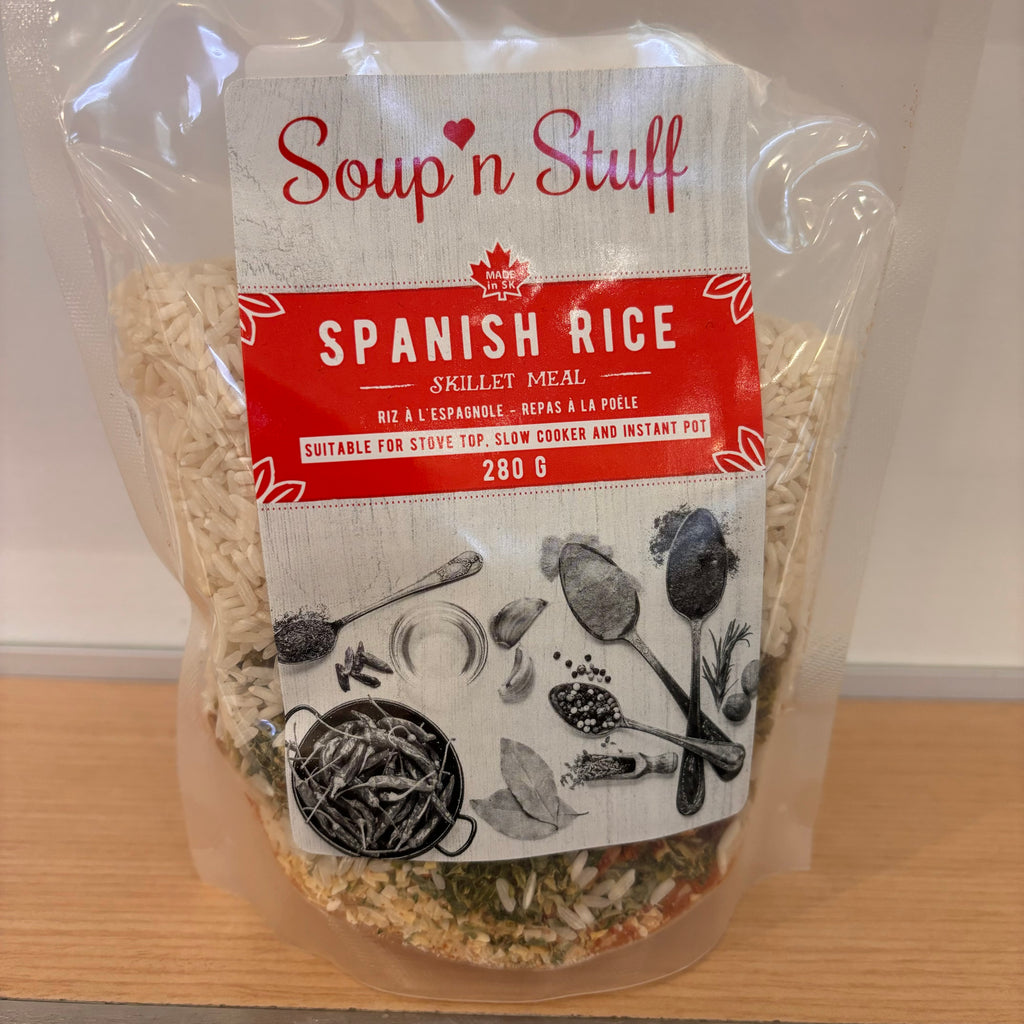 Soup 'n Stuff
MADE
in SK
SPANISH RICE
SKILLET MEAL
RIZ À L'ESPAGNOLE - REPAS À LA POÊLE
SUITABLE FOR STOVE TOP, SLOW COOKER AND INSTANT POT
280 G